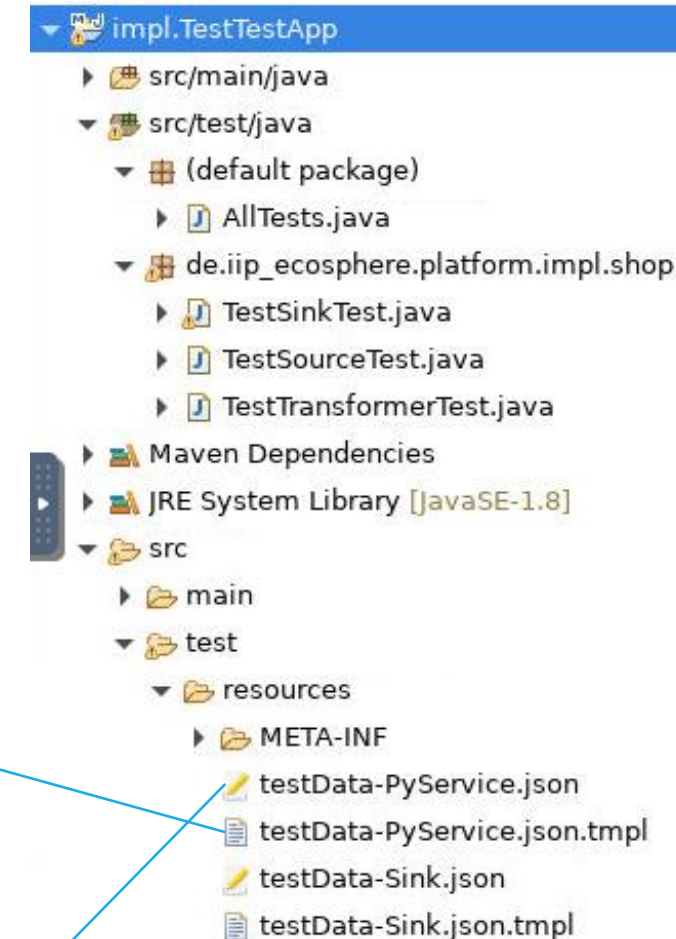 impl.TestTestApp
src/main/java
src/test/java
(default package)
AllTests.java
de.iip_ecosphere.platform.impl.shop
TestSinkTest.java
TestSourceTest.java
TestTransformerTest.java
Maven Dependencies
JRE System Library [JavaSE-1.8]
src
main
test
resources
META-INF
testData-PyService.json
testData-PyService.json.tmpl
testData-Sink.json
testData-Sink.json.tmpl